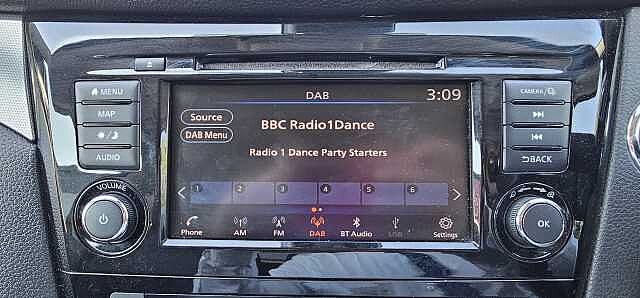 DAB
3:09
Source
DAB Menu
BBC Radio1Dance
Radio 1 Dance Party Starters
1 2 3 4 5 6
Phone AM FM DAB BT Audio USB Settings
MENU
MAP
AUDIO
VOLUME
CAMERA/
BACK
OK